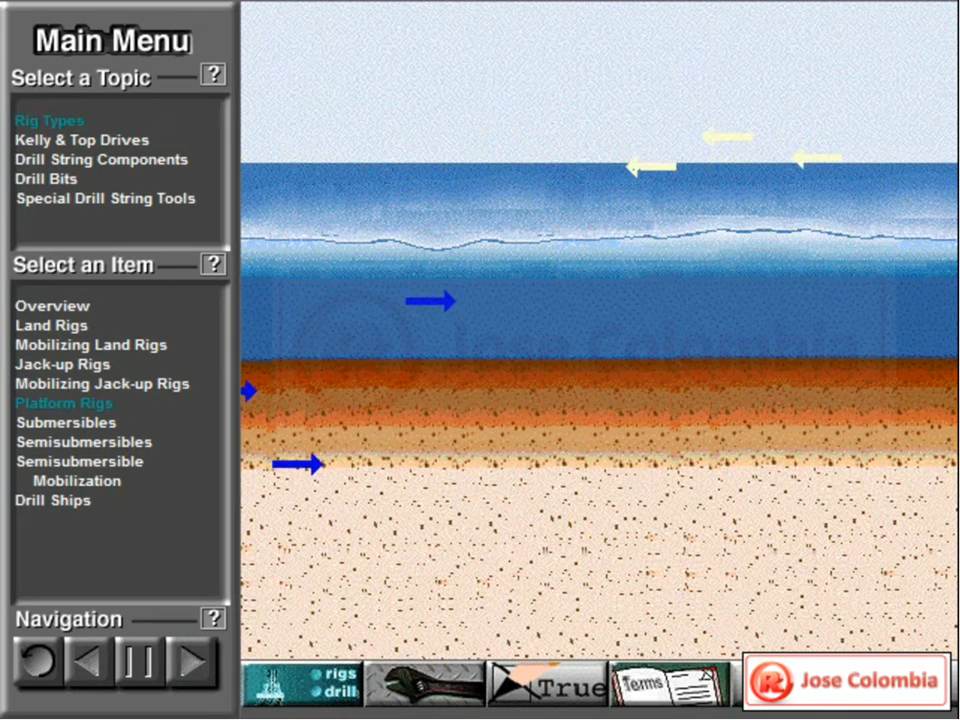 Main Menu
Select a Topic ?
Rig Types
Kelly & Top Drives
Drill String Components
Drill Bits
Special Drill String Tools
Select an Item ?
Overview
Land Rigs
Mobilizing Land Rigs
Jack-up Rigs
Mobilizing Jack-up Rigs
Platform Rigs
Submersibles
Semisubmersibles
Semisubmersible
Mobilization
Drill Ships
Navigation ?
rigs
drill
True
Terms
R Jose Colombia
Jose Colombia